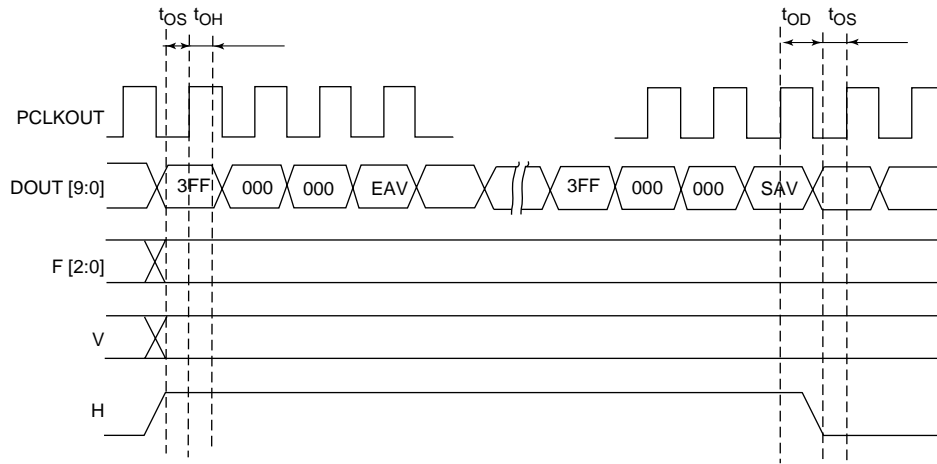 tOS tOH tOD tOS
PCLKOUT
DOUT [9:0] 3FF 000 000 EAV 3FF 000 000 SAV
F [2:0]
V
H